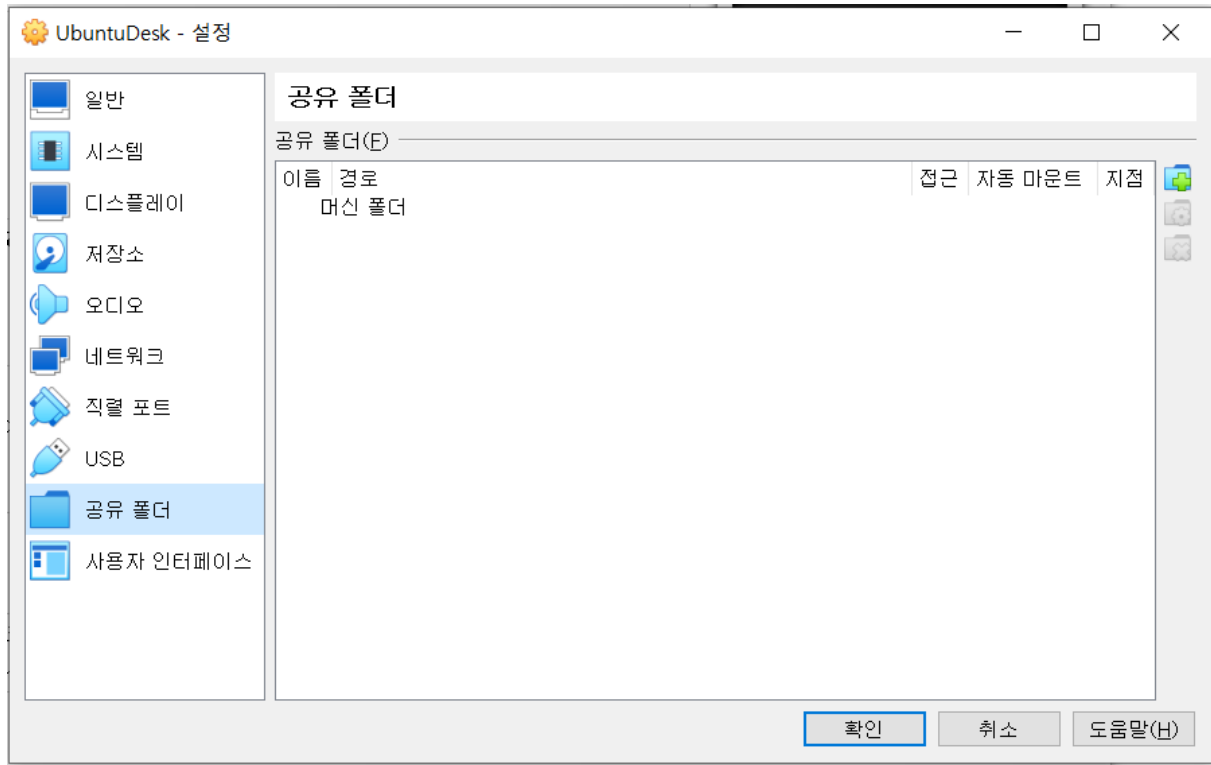 UbuntuDesk - 설정
일반
시스템
디스플레이
저장소
오디오
네트워크
직렬 포트
USB
공유 폴더
사용자 인터페이스
공유 폴더
공유 폴더(F)
이름 경로 접근 자동 마운트 지점
머신 폴더
확인 취소 도움말(H)